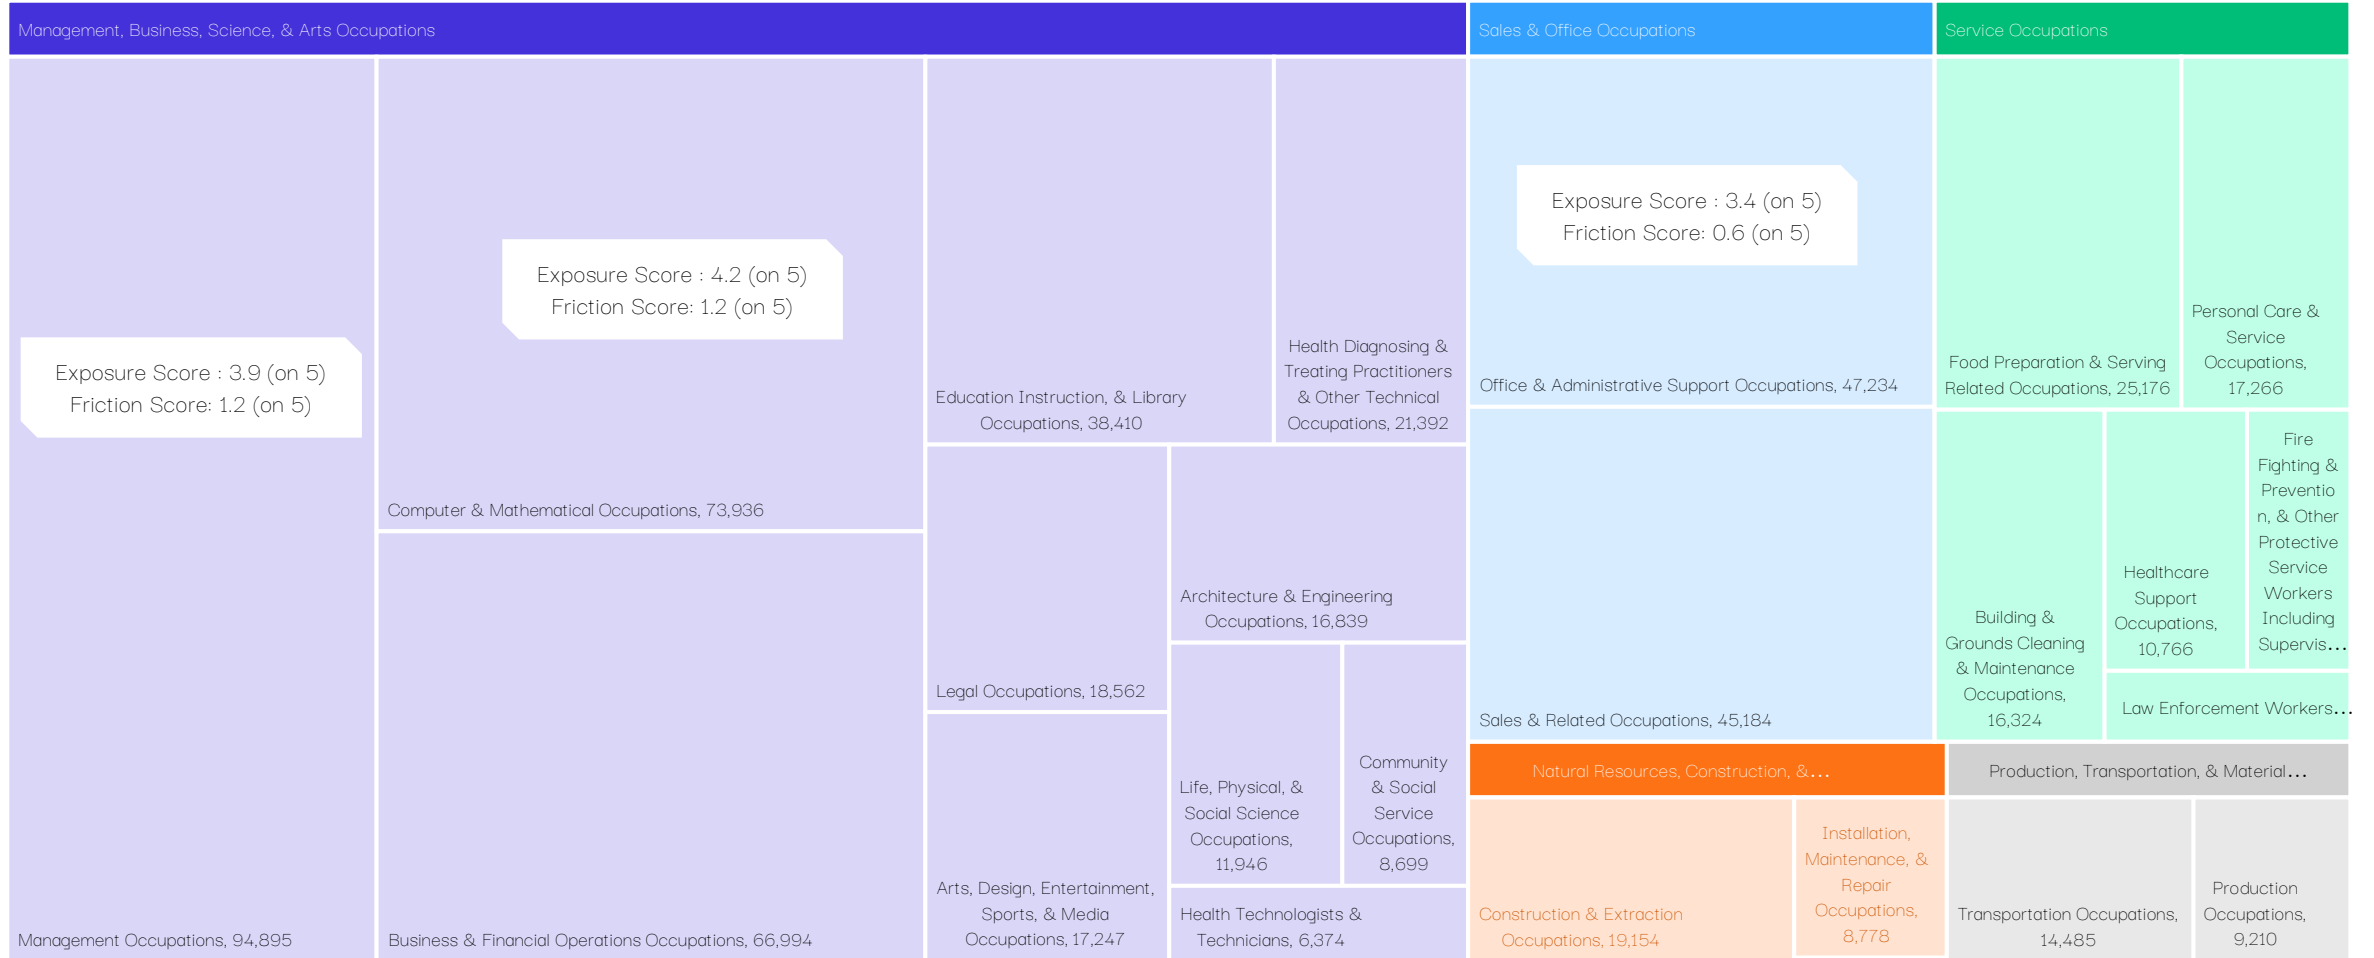 Management, Business, Science, & Arts Occupations
Exposure Score : 3.9 (on 5)
Friction Score: 1.2 (on 5)
Management Occupations, 94,895
Exposure Score : 4.2 (on 5)
Friction Score: 1.2 (on 5)
Computer & Mathematical Occupations, 73,936
Business & Financial Operations Occupations, 66,994
Education Instruction, & Library
Occupations, 38,410
Health Diagnosing &
Treating Practitioners
& Other Technical
Occupations, 21,392
Legal Occupations, 18,562
Architecture & Engineering
Occupations, 16,839
Arts, Design, Entertainment,
Sports, & Media
Occupations, 17,247
Life, Physical, &
Social Science
Occupations,
11,946
Community
& Social
Service
Occupations,
8,699
Health Technologists &
Technicians, 6,374
Sales & Office Occupations
Exposure Score : 3.4 (on 5)
Friction Score: 0.6 (on 5)
Office & Administrative Support Occupations, 47,234
Sales & Related Occupations, 45,184
Service Occupations
Food Preparation & Serving
Related Occupations, 25,176
Personal Care &
Service
Occupations,
17,266
Building &
Grounds Cleaning
& Maintenance
Occupations,
16,324
Healthcare
Support
Occupations,
10,766
Fire
Fighting &
Preventio
n, & Other
Protective
Service
Workers
Including
Supervis...
Law Enforcement Workers...
Natural Resources, Construction, &...
Construction & Extraction
Occupations, 19,154
Installation,
Maintenance, &
Repair
Occupations,
8,778
Production, Transportation, & Material...
Transportation Occupations,
14,485
Production
Occupations,
9,210